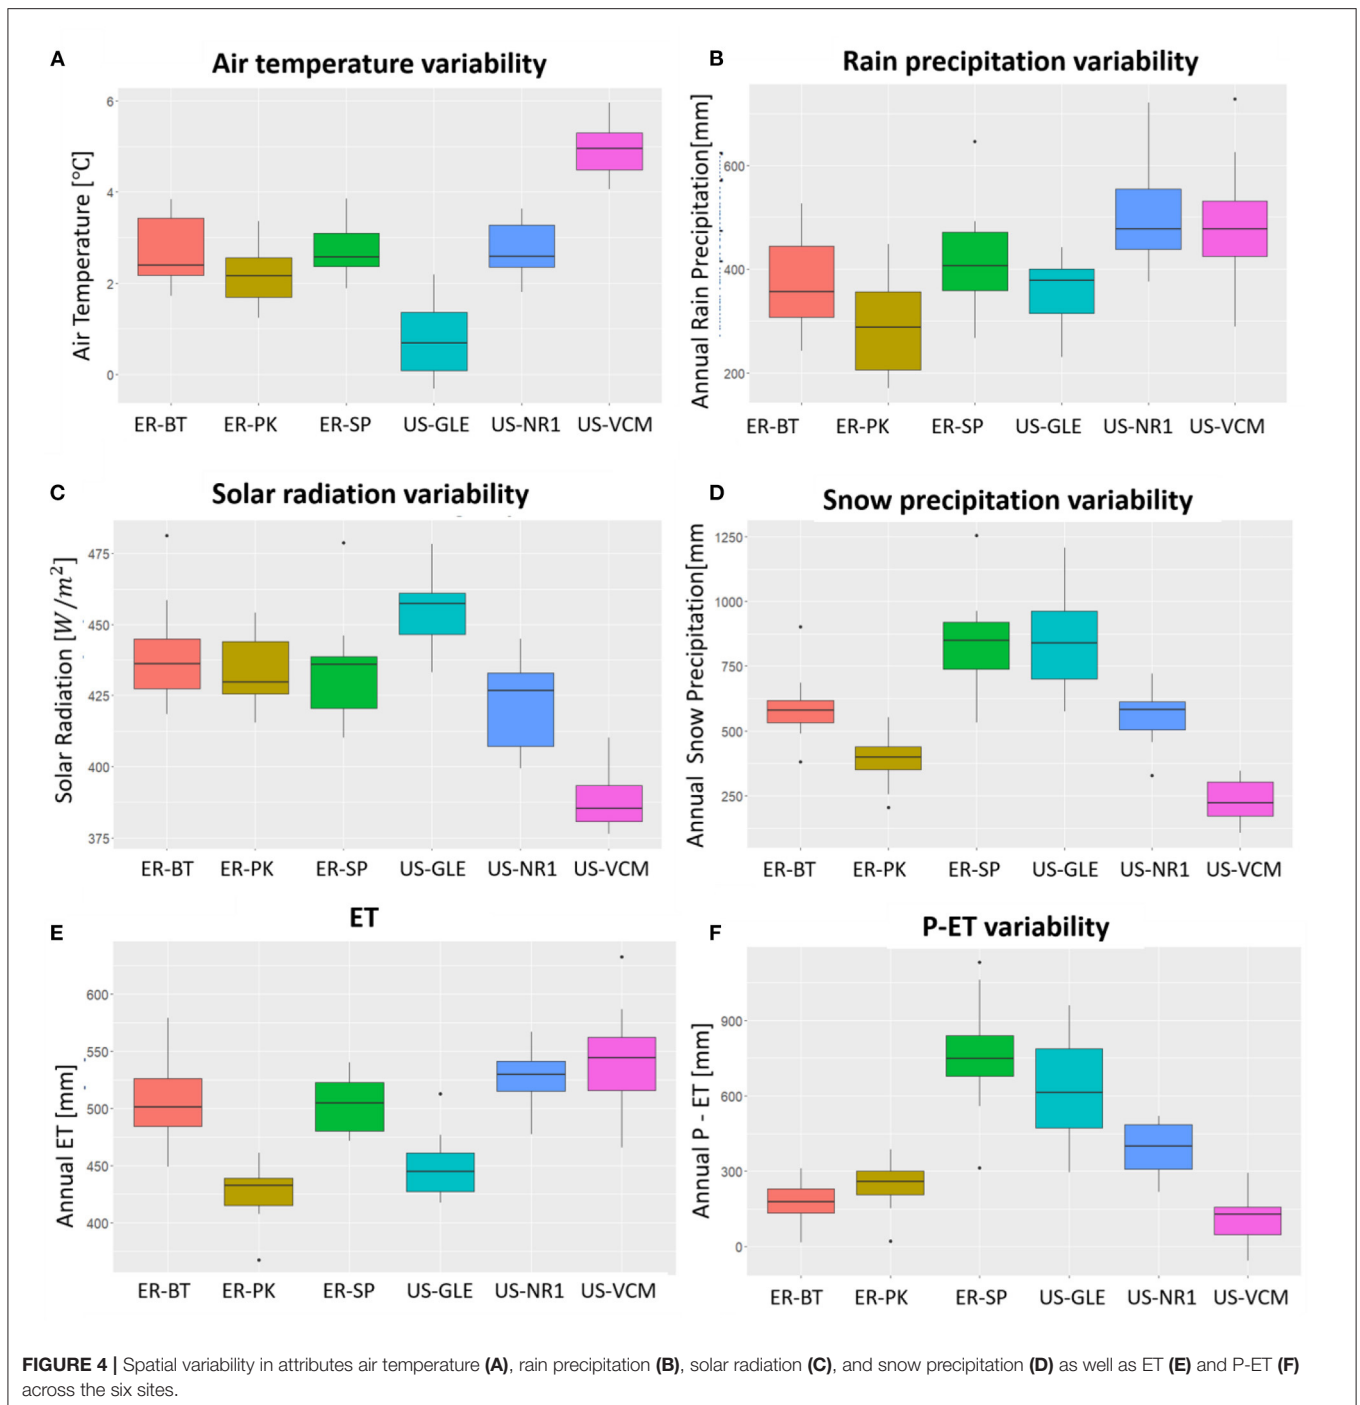 A
Air temperature variability
Air Temperature [℃]
6
4
2
0
ER-BT ER-PK ER-SP US-GLE US-NR1 US-VCM
B
Rain precipitation variability
Annual Rain Precipitation[mm]
600
400
200
ER-BT ER-PK ER-SP US-GLE US-NR1 US-VCM
C
Solar radiation variability
Solar Radiation [W/m²]
475
450
425
400
375
ER-BT ER-PK ER-SP US-GLE US-NR1 US-VCM
D
Snow precipitation variability
Annual Snow Precipitation[mm
1250
1000
750
500
250
ER-BT ER-PK ER-SP US-GLE US-NR1 US-VCM
E
ET
Annual ET [mm]
600
550
500
450
400
ER-BT ER-PK ER-SP US-GLE US-NR1 US-VCM
F
P-ET variability
Annual P - ET [mm]
900
600
300
0
ER-BT ER-PK ER-SP US-GLE US-NR1 US-VCM
FIGURE 4 | Spatial variability in attributes air temperature (A), rain precipitation (B), solar radiation (C), and snow precipitation (D) as well as ET (E) and P-ET (F)
across the six sites.